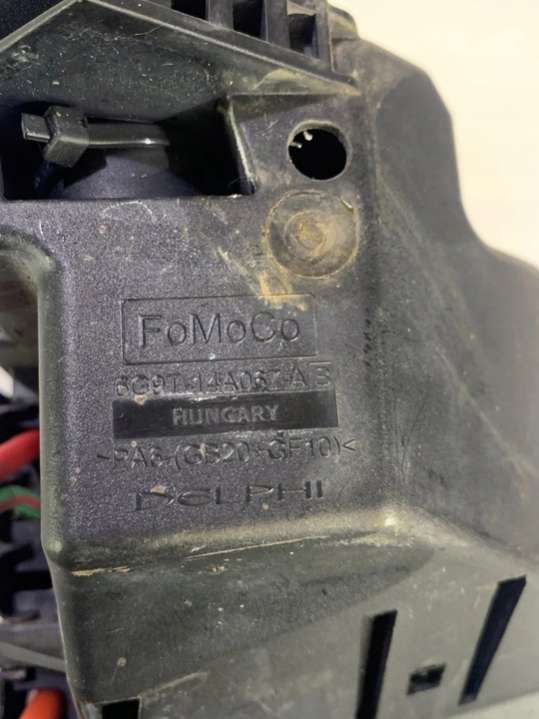 FoMoCo
6G9T-14A067-AB
HUNGARY
>PA6-(GB20+GF10)<
DELPHI